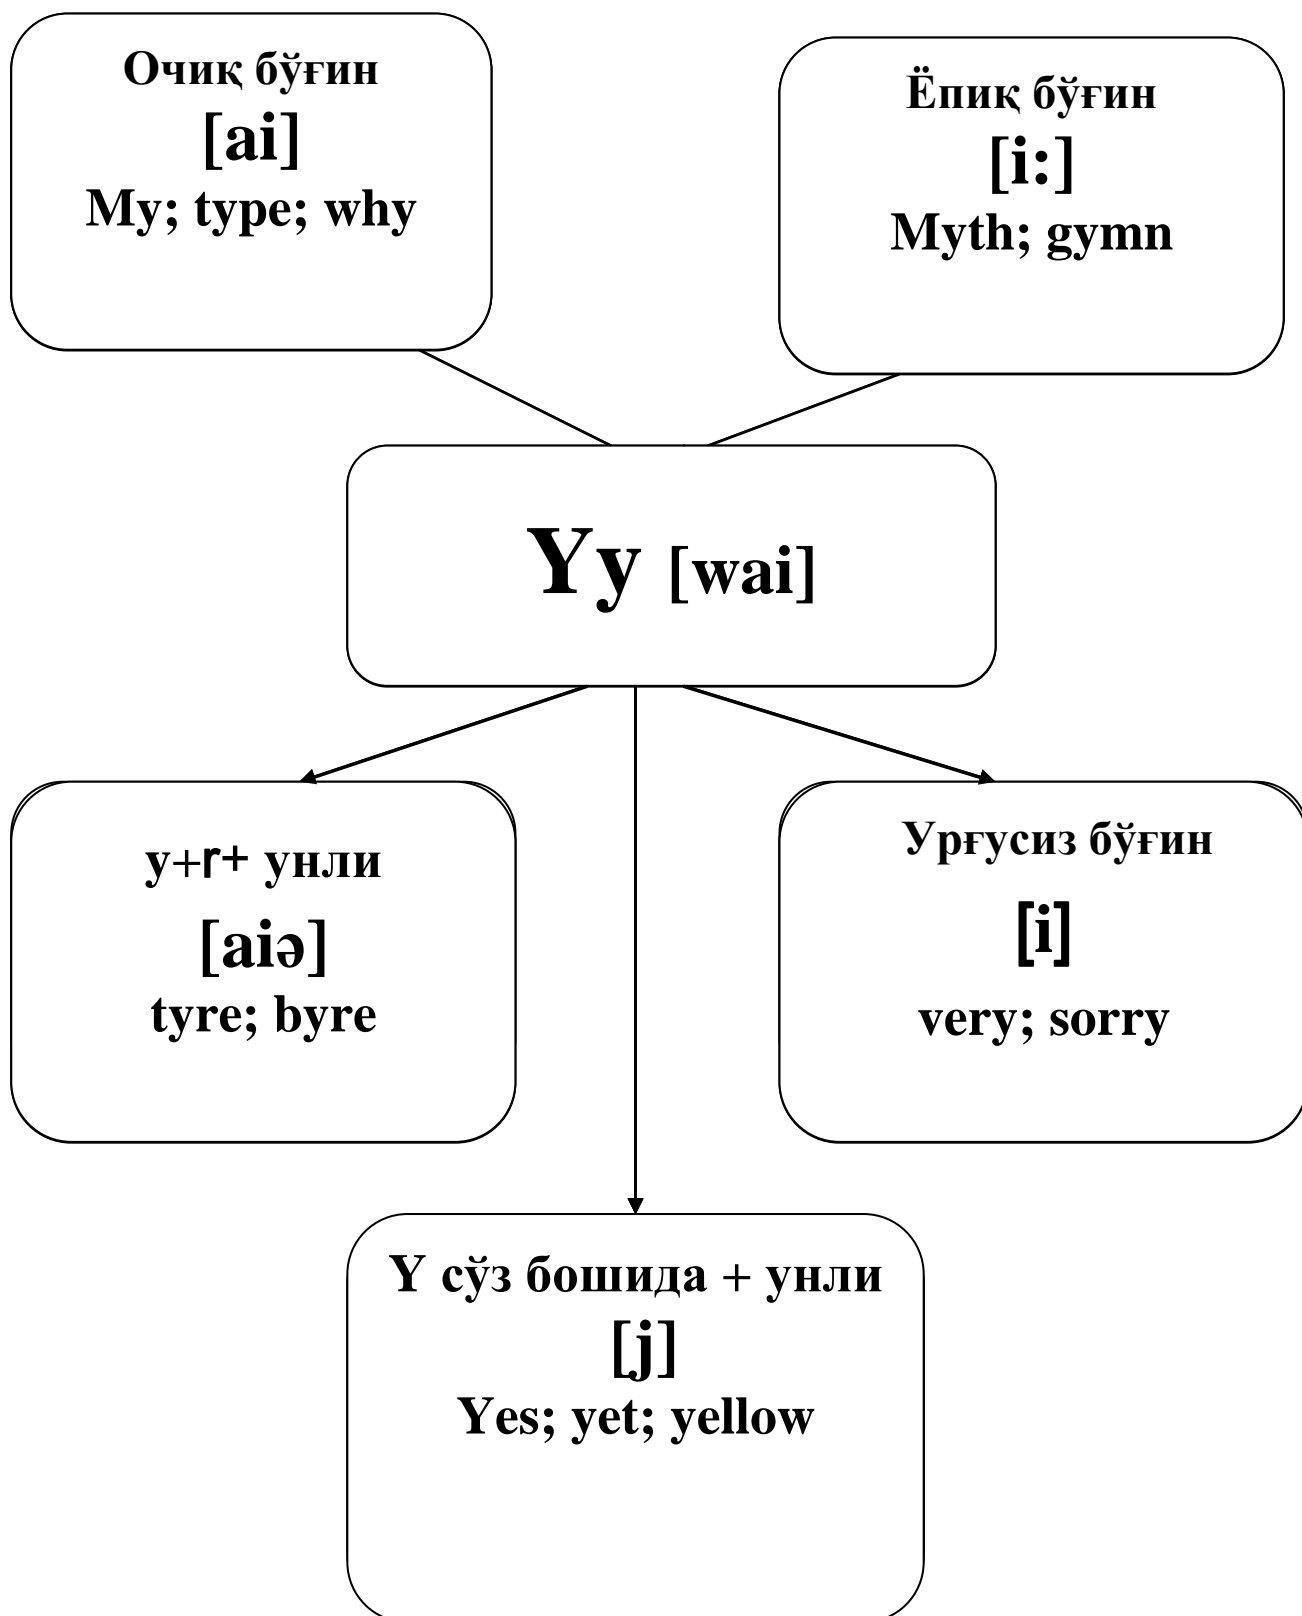 Очиқ бўғин
[ai]
My; type; why
Ёпиқ бўғин
[i:]
Myth; gymn
Yy [wai]
y+r+ унли
[aiə]
tyre; byre
Урғусиз бўғин
[i]
very; sorry
Y сўз бошида + унли
[j]
Yes; yet; yellow